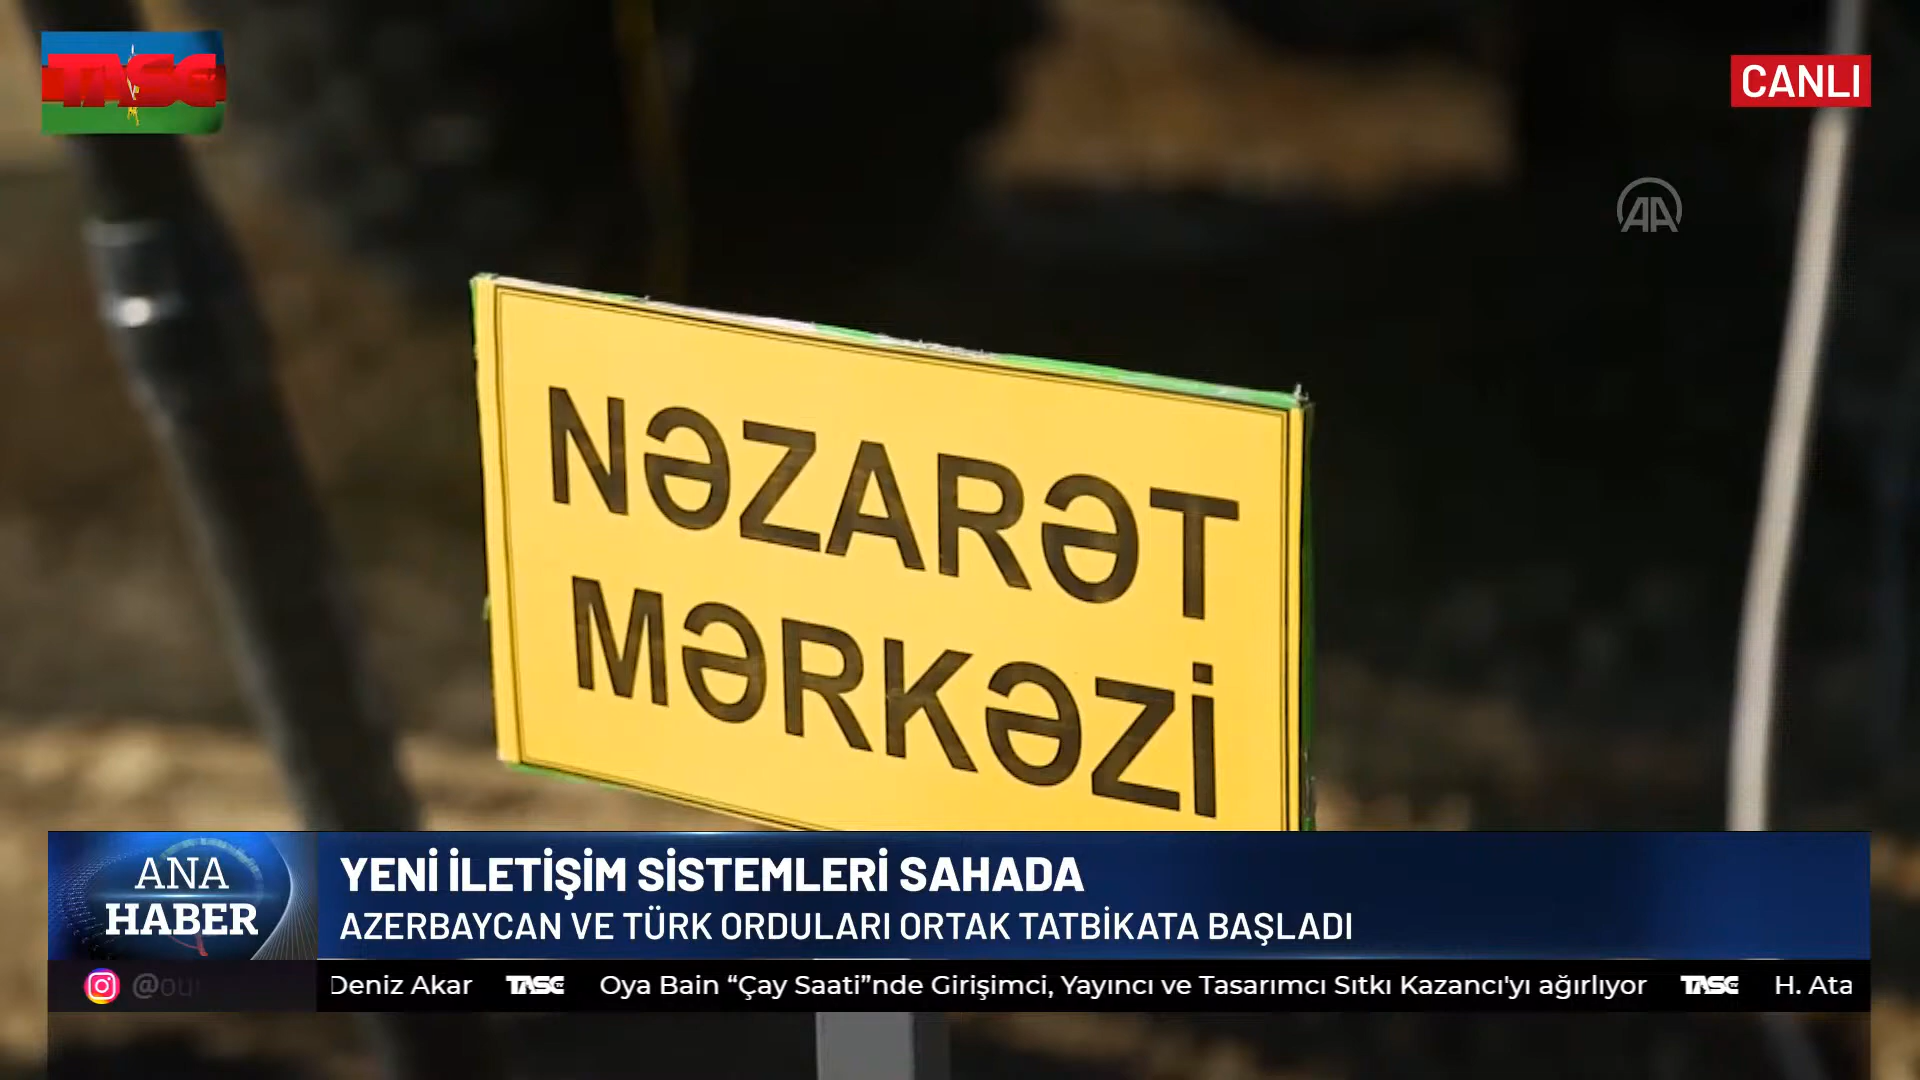 TASC
CANLI
AA
NƏZARƏT
MƏRKƏZİ
ANA
HABER
YENİ İLETİŞİM SİSTEMLERİ SAHADA
AZERBAYCAN VE TÜRK ORDULARI ORTAK TATBİKATA BAŞLADI
Deniz Akar TASC Oya Bain “Çay Saati”nde Girişimci, Yayıncı ve Tasarımcı Sıtkı Kazancı'yı ağırlıyor TASC H. Ata